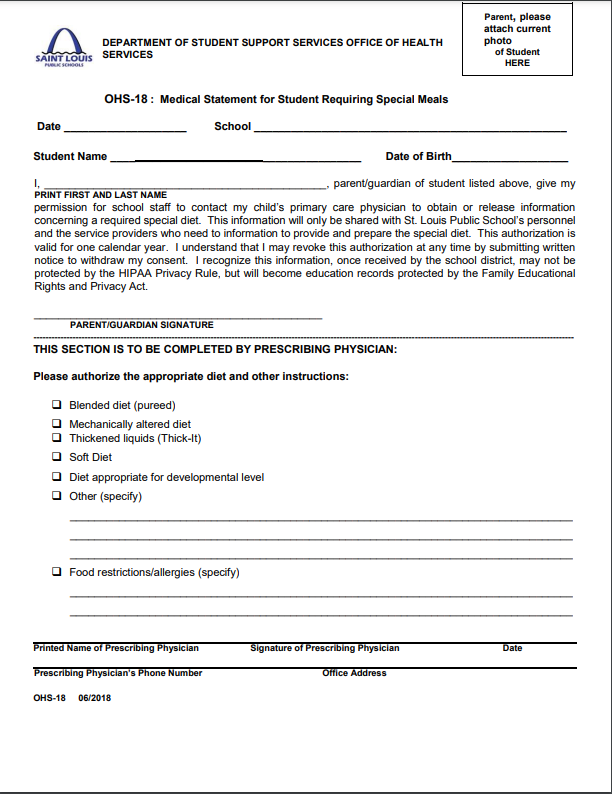 SAINT LOUIS
PUBLIC SCHOOLS
DEPARTMENT OF STUDENT SUPPORT SERVICES OFFICE OF HEALTH
SERVICES
Parent, please
attach current
photo
of Student
HERE
OHS-18 : Medical Statement for Student Requiring Special Meals
Date ____________________ School ____________________________________________________
Student Name __________________________________________ Date of Birth___________________
I, _______________________________________________, parent/guardian of student listed above, give my
PRINT FIRST AND LAST NAME
permission for school staff to contact my child's primary care physician to obtain or release information
concerning a required special diet. This information will only be shared with St. Louis Public School's personnel
and the service providers who need to information to provide and prepare the special diet. This authorization is
valid for one calendar year. I understand that I may revoke this authorization at any time by submitting written
notice to withdraw my consent. I recognize this information, once received by the school district, may not be
protected by the HIPAA Privacy Rule, but will become education records protected by the Family Educational
Rights and Privacy Act.
________________________________________________
PARENT/GUARDIAN SIGNATURE
THIS SECTION IS TO BE COMPLETED BY PRESCRIBING PHYSICIAN:
Please authorize the appropriate diet and other instructions:
❑ Blended diet (pureed)
❑ Mechanically altered diet
❑ Thickened liquids (Thick-It)
❑ Soft Diet
❑ Diet appropriate for developmental level
❑ Other (specify)
❑ Food restrictions/allergies (specify)
Printed Name of Prescribing Physician Signature of Prescribing Physician Date
Prescribing Physician's Phone Number Office Address
OHS-18 06/2018